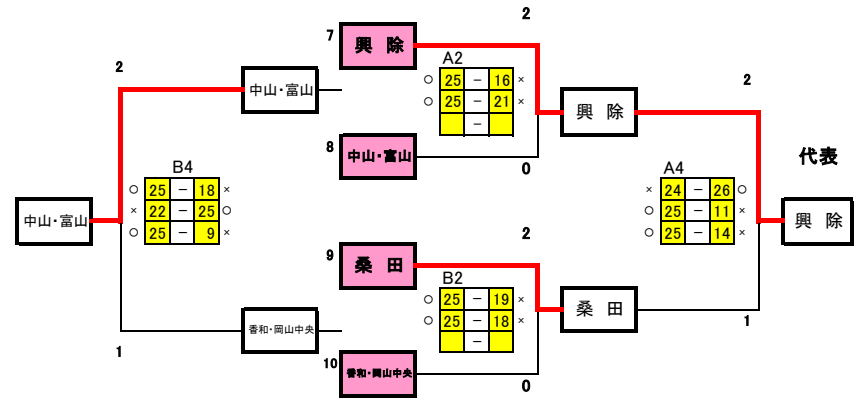 2
7
興　除
A2
○ 25 － 16 ×
○ 25 － 21 ×
－
2
2
中山・富山
興　除
8
中山・富山
0
代表
B4
○ 25 － 18 ×
× 22 － 25 ○
○ 25 － 9 ×
A4
× 24 － 26 ○
○ 25 － 11 ×
○ 25 － 14 ×
中山・富山
興　除
9
桑　田
2
B2
○ 25 － 19 ×
○ 25 － 18 ×
－
桑　田
香和・岡山中央
1
1
10
香和・岡山中央
0